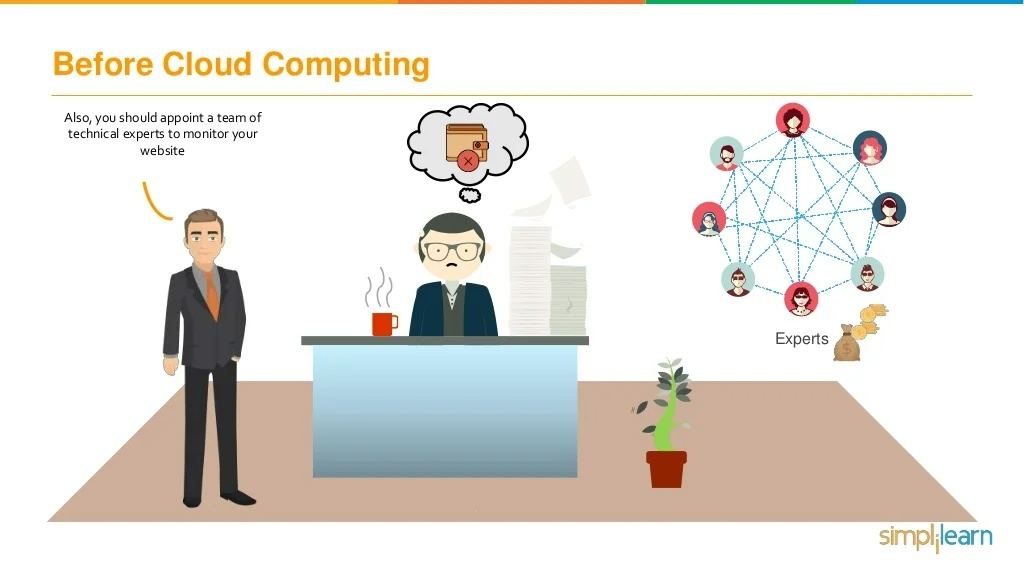 Before Cloud Computing
Also, you should appoint a team of
technical experts to monitor your
website
Experts
$
simplilearn